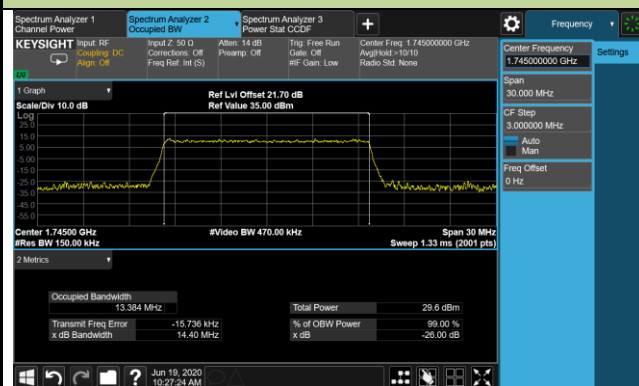 Spectrum Analyzer 1
Channel Power
Spectrum Analyzer 2
Occupied BW
Spectrum Analyzer 3
Power Stat CCDF
Frequency
KEYSIGHT
Input: RF
Coupling: DC
Align: Off
Input Z: 50 Ω
Corrections: Off
Freq Ref: Int (S)
Atten: 14 dB
Preamp: Off
Trig: Free Run
Gate: Off
#IF Gain: Low
Center Freq: 1.745000000 GHz
Avg|Hold:>10/10
Radio Std: None
LXI
Center Frequency
1.745000000 GHz
Settings
Span
30.000 MHz
CF Step
3.000000 MHz
Auto
Man
Freq Offset
0 Hz
1 Graph
Scale/Div 10.0 dB
Ref Lvl Offset 21.70 dB
Ref Value 35.00 dBm
Log
25.0
15.0
5.00
-5.00
-15.0
-25.0
-35.0
-45.0
-55.0
Center 1.74500 GHz
#Res BW 150.00 kHz
#Video BW 470.00 kHz
Span 30 MHz
Sweep 1.33 ms (2001 pts)
2 Metrics
Occupied Bandwidth
13.384 MHz
Total Power 29.6 dBm
Transmit Freq Error -15.736 kHz
% of OBW Power 99.00 %
x dB Bandwidth 14.40 MHz
x dB -26.00 dB
?
Jun 19, 2020
10:27:24 AM